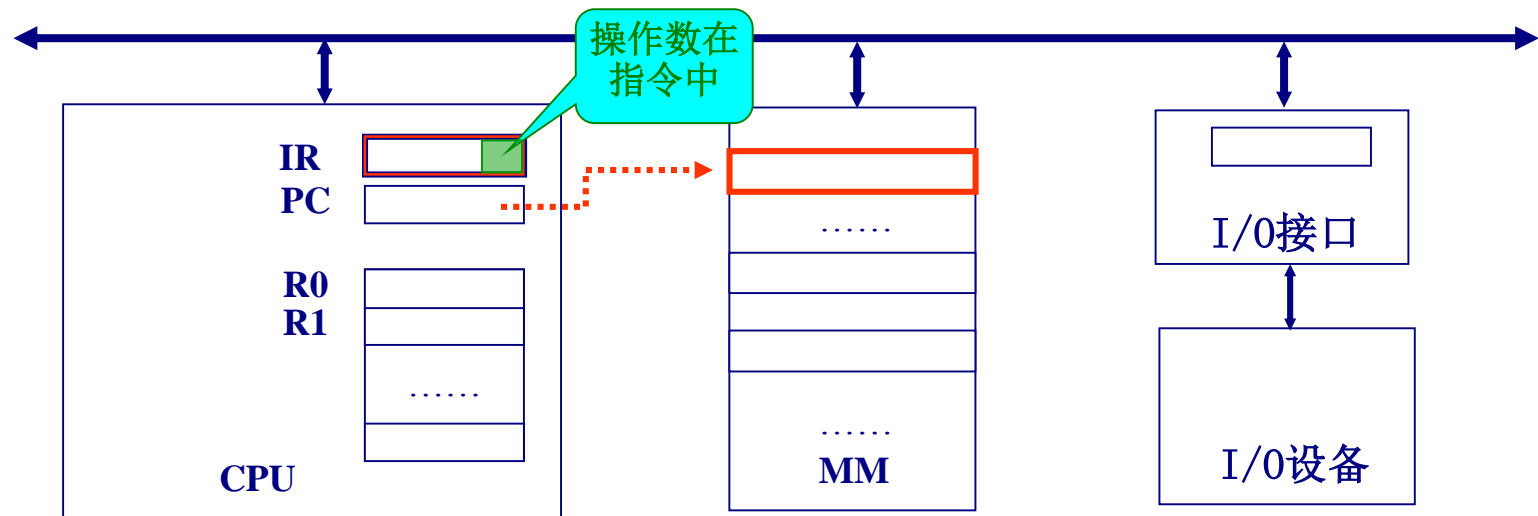 操作数在
指令中
IR
PC
......
I/O接口
R0
R1
......
......
CPU
MM
I/O设备